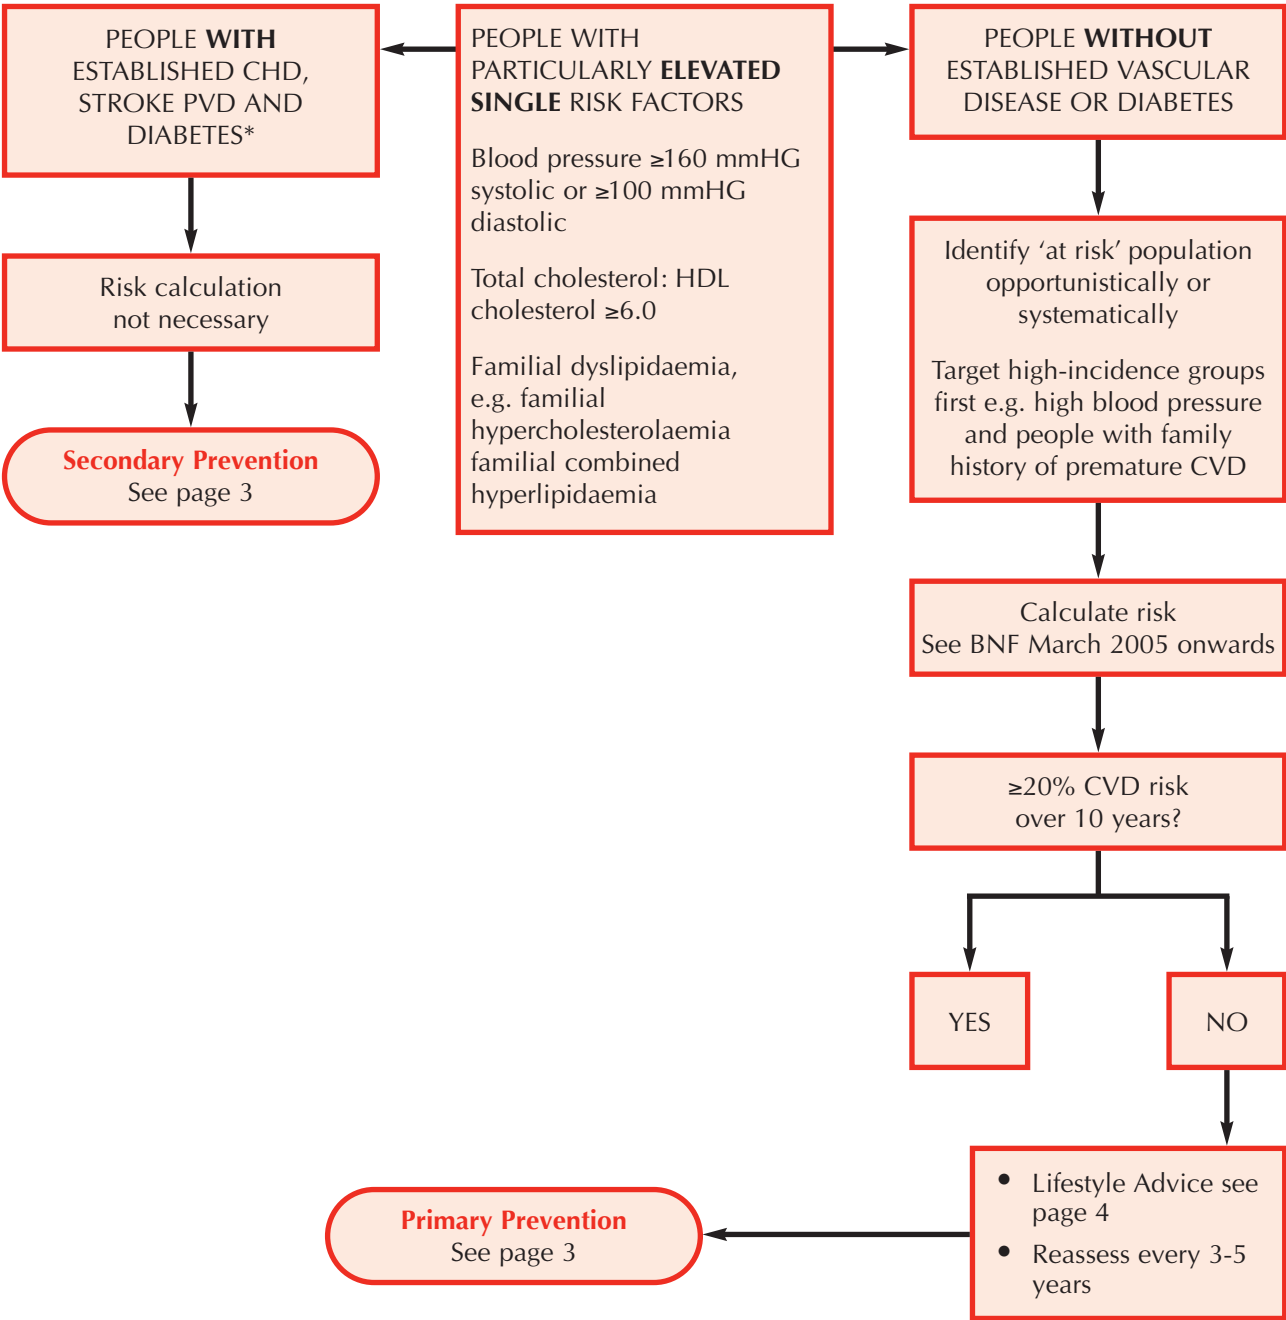 PEOPLE WITH
ESTABLISHED CHD,
STROKE PVD AND
DIABETES*
Risk calculation
not necessary
Secondary Prevention
See page 3
PEOPLE WITH
PARTICULARLY ELEVATED
SINGLE RISK FACTORS
Blood pressure ≥160 mmHG
systolic or ≥100 mmHG
diastolic
Total cholesterol: HDL
cholesterol ≥6.0
Familial dyslipidaemia,
e.g. familial
hypercholesterolaemia
familial combined
hyperlipidaemia
PEOPLE WITHOUT
ESTABLISHED VASCULAR
DISEASE OR DIABETES
Identify ‘at risk’ population
opportunistically or
systematically
Target high-incidence groups
first e.g. high blood pressure
and people with family
history of premature CVD
Calculate risk
See BNF March 2005 onwards
≥20% CVD risk
over 10 years?
YES
NO
• Lifestyle Advice see
page 4
• Reassess every 3-5
years
Primary Prevention
See page 3